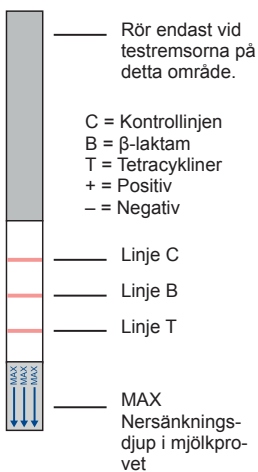 Rör endast vid
testremsorna på
detta område.
C = Kontrollinjen
B = β-laktam
T = Tetracykliner
+ = Positiv
– = Negativ
Linje C
Linje B
Linje T
MAX MAX MAX
MAX
Nersänknings-
djup i mjölkpro-
vet